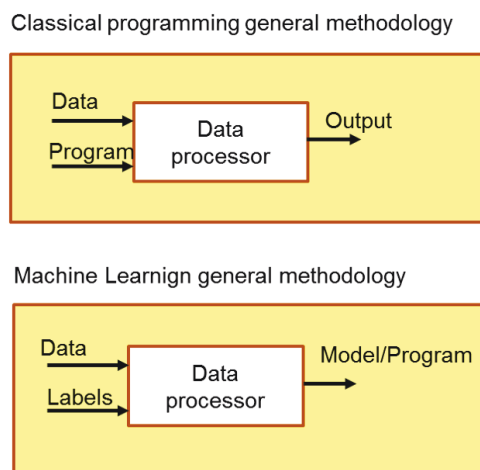 Classical programming general methodology
Data
Program
Data
processor
Output
Machine Learnign general methodology
Data
Labels
Data
processor
Model/Program